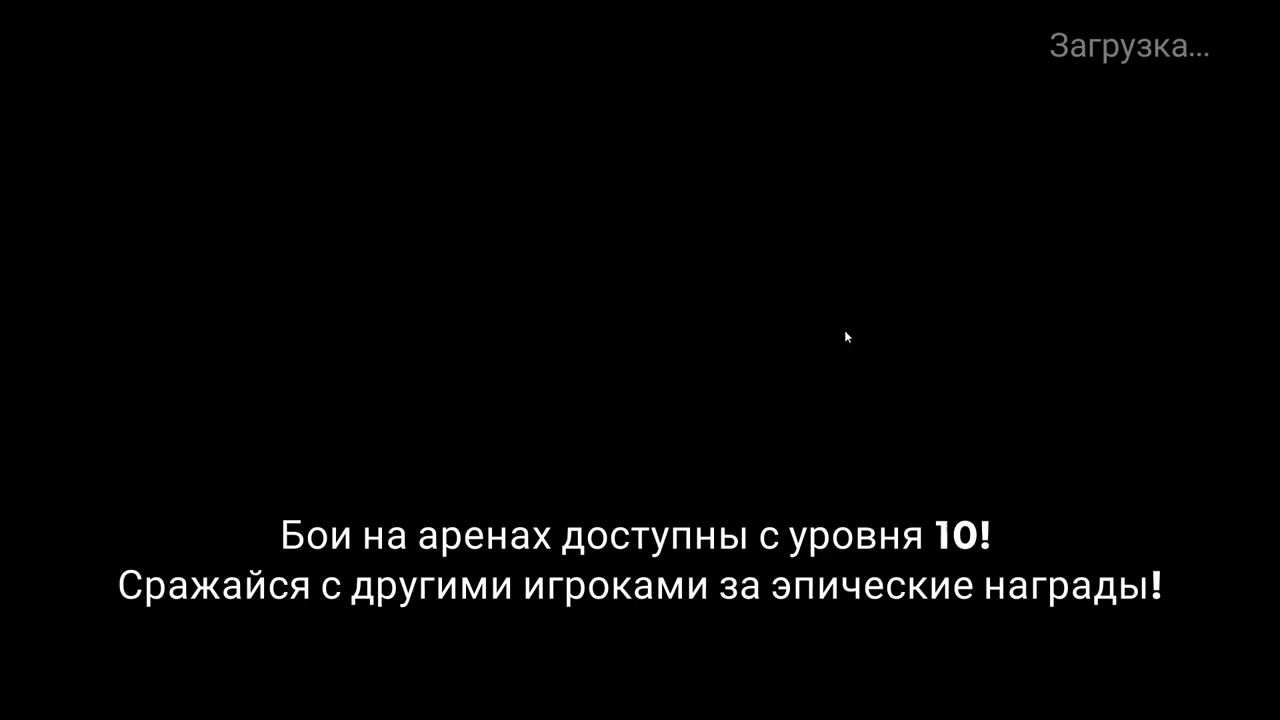 Загрузка...
Бои на аренах доступны с уровня 10!
Сражайся с другими игроками за эпические награды!